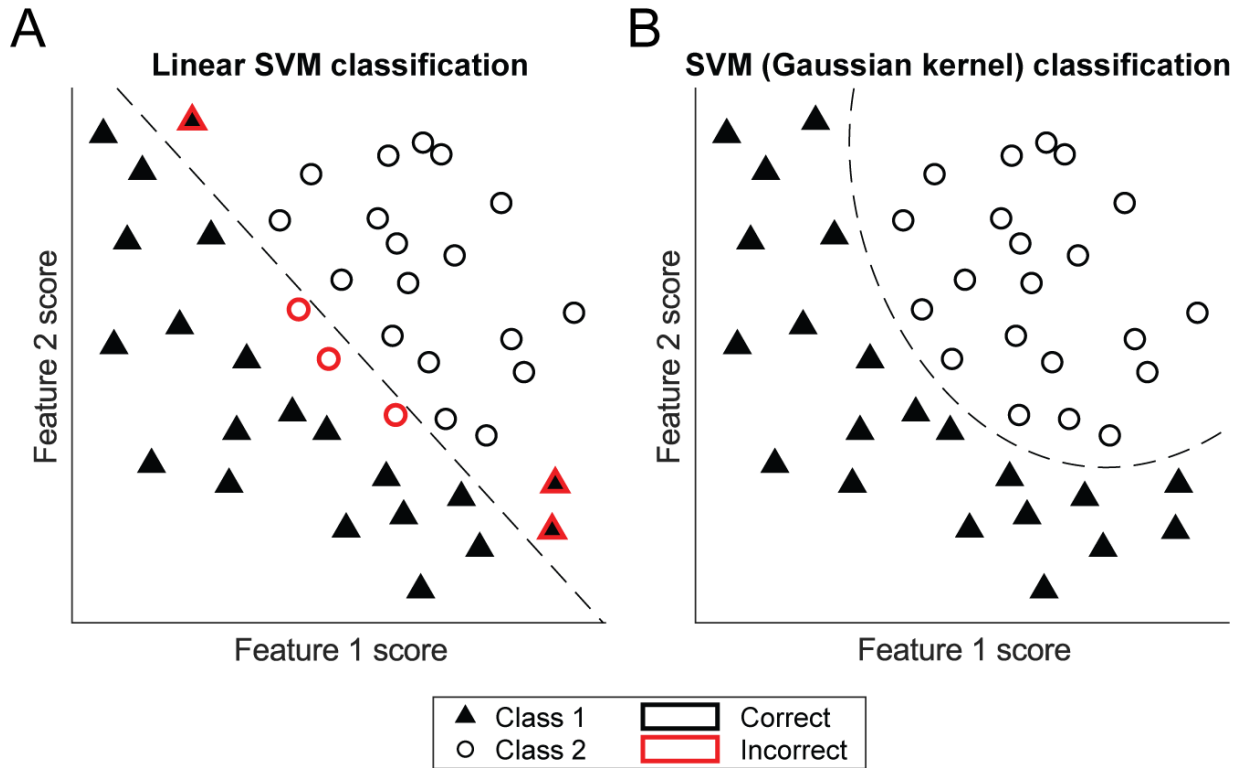 A
Linear SVM classification
Feature 2 score
Feature 1 score
B
SVM (Gaussian kernel) classification
Feature 2 score
Feature 1 score
Class 1
Correct
Class 2
Incorrect